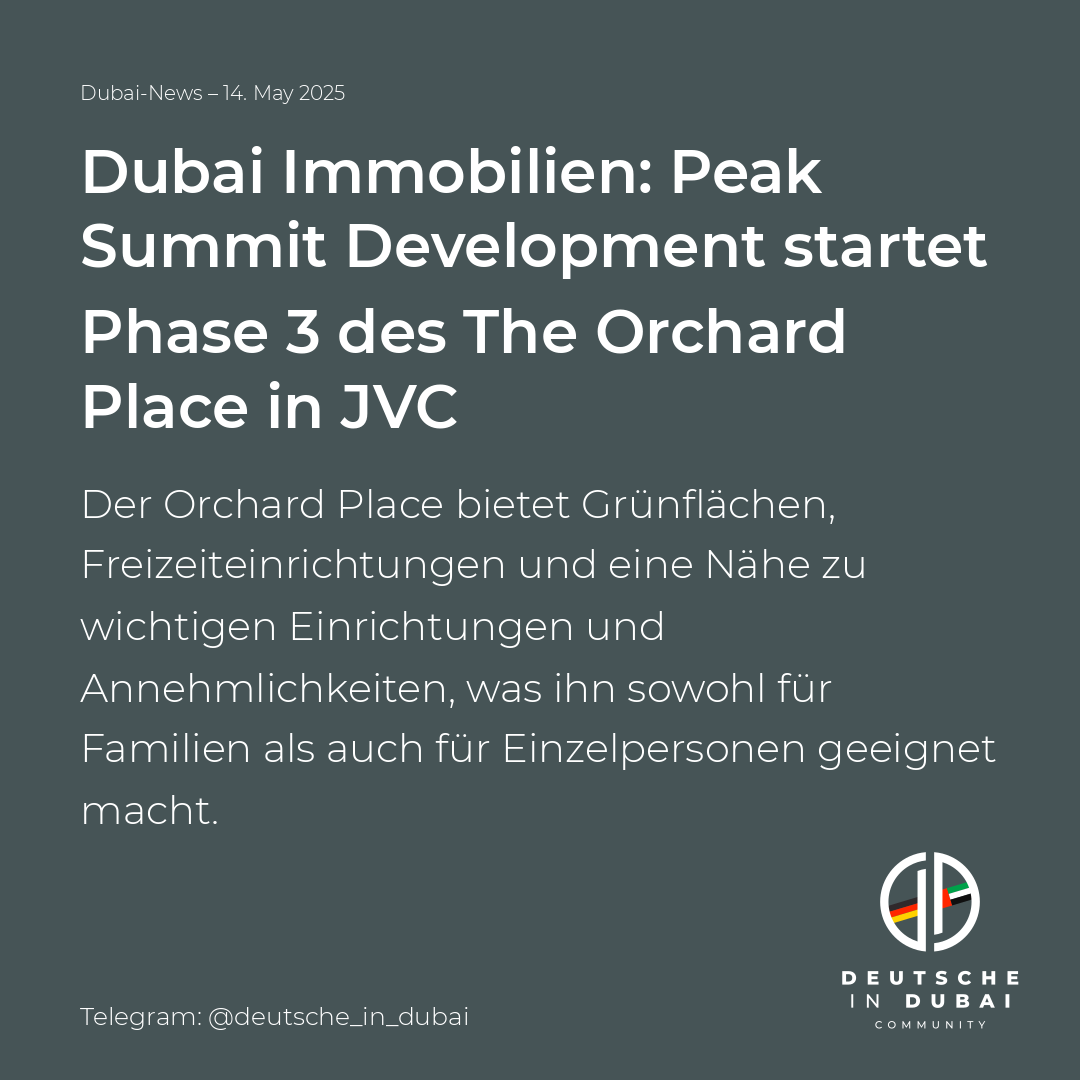 Dubai-News – 14. May 2025
Dubai Immobilien: Peak
Summit Development startet
Phase 3 des The Orchard
Place in JVC
Der Orchard Place bietet Grünflächen,
Freizeiteinrichtungen und eine Nähe zu
wichtigen Einrichtungen und
Annehmlichkeiten, was ihn sowohl für
Familien als auch für Einzelpersonen geeignet
macht.
DEUTSCHE
IN DUBAI
COMMUNITY
Telegram: @deutsche_in_dubai